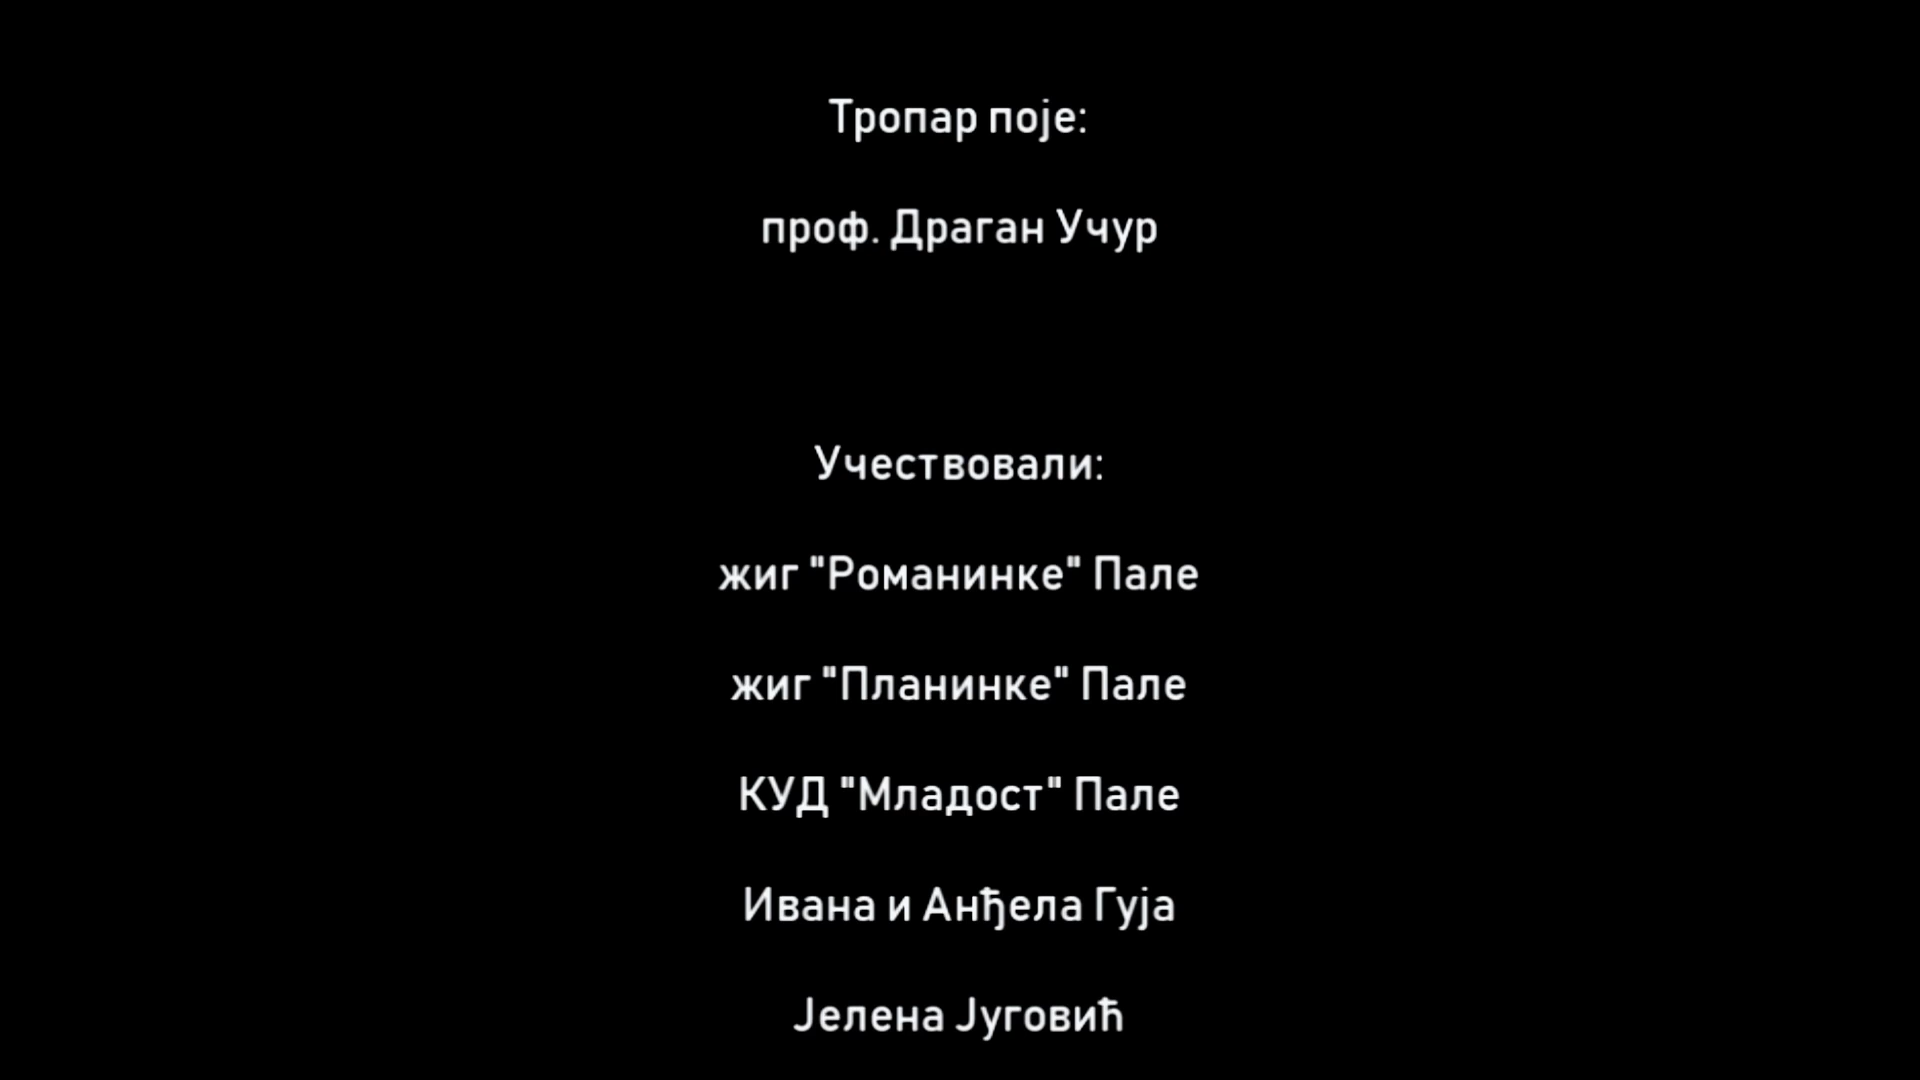 Тропар поје:
проф. Драган Учур
Учествовали:
жиг "Романинке" Пале
жиг "Планинке" Пале
КУД "Младост" Пале
Ивана и Анђела Гуја
Јелена Југовић